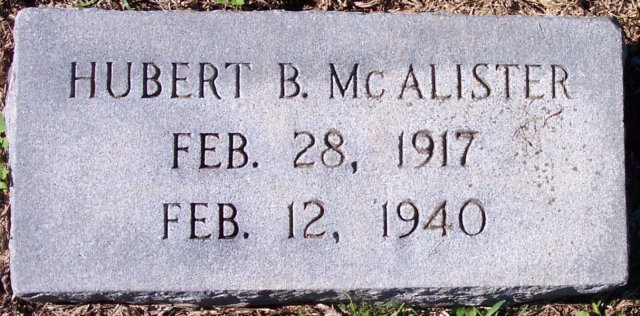 HUBERT B. McALISTER
FEB. 28, 1917
FEB. 12, 1940